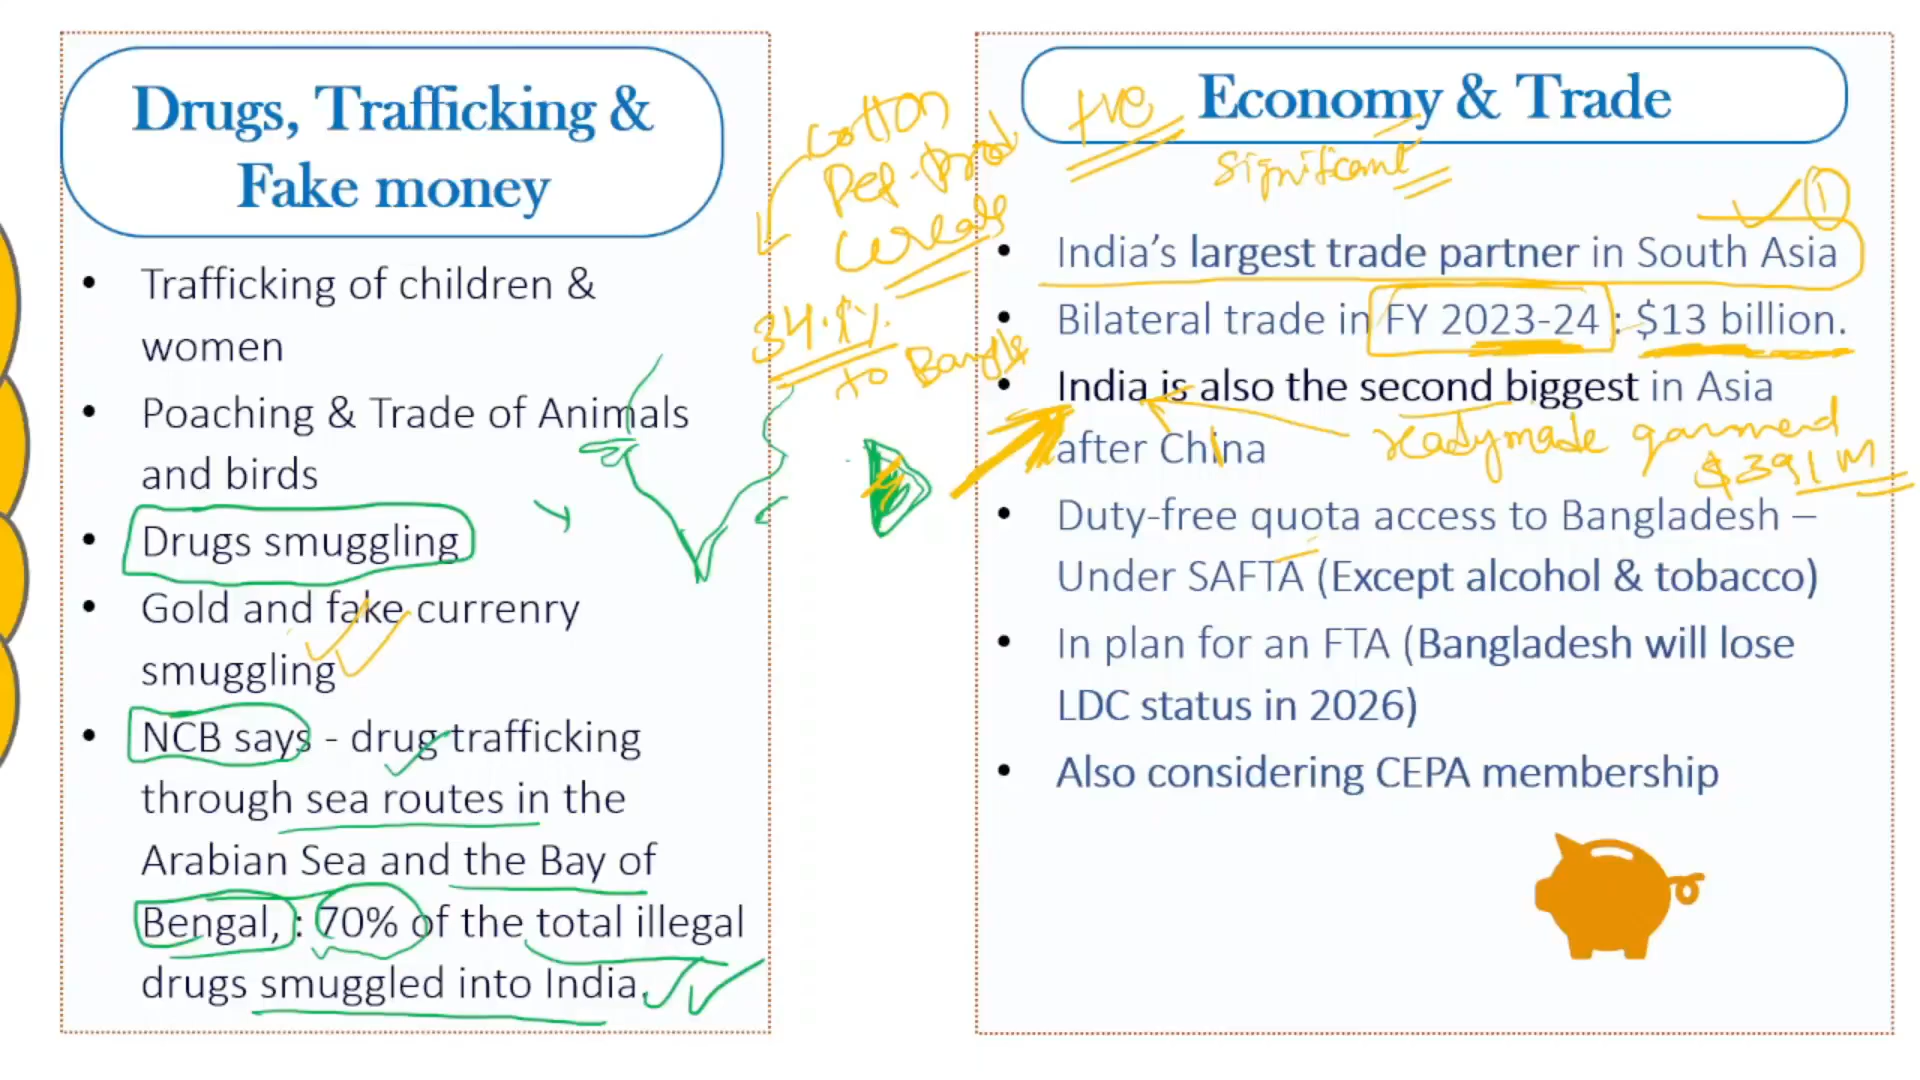 Drugs, Trafficking &
Fake money
• Trafficking of children &
women
• Poaching & Trade of Animals
and birds
• Drugs smuggling
• Gold and fake currenry
smuggling
• NCB says - drug trafficking
through sea routes in the
Arabian Sea and the Bay of
Bengal, : 70% of the total illegal
drugs smuggled into India.
cotton
Pet. Prod
cereals
34.1%
to Bangla
+ve
Economy & Trade
significant
1
• India’s largest trade partner in South Asia
• Bilateral trade in FY 2023-24 : $13 billion.
• India is also the second biggest in Asia
after China
readymade garment
$391 M
• Duty-free quota access to Bangladesh –
Under SAFTA (Except alcohol & tobacco)
• In plan for an FTA (Bangladesh will lose
LDC status in 2026)
• Also considering CEPA membership